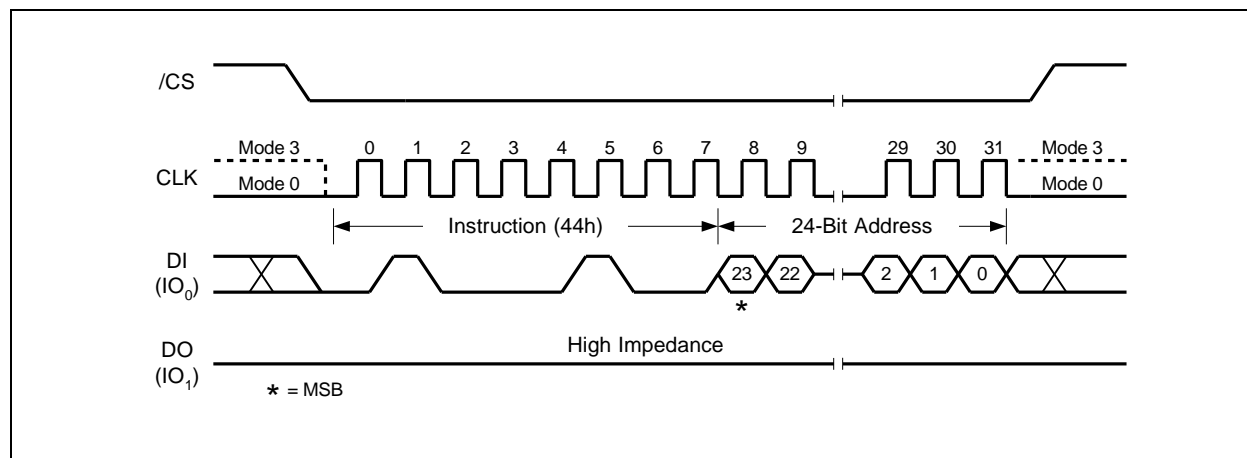 /CS
Mode 3 0 1 2 3 4 5 6 7 8 9 29 30 31 Mode 3
CLK Mode 0 Mode 0
Instruction (44h) 24-Bit Address
DI
(IO₀)
23 22 2 1 0
*
High Impedance
DO
(IO₁)
* = MSB